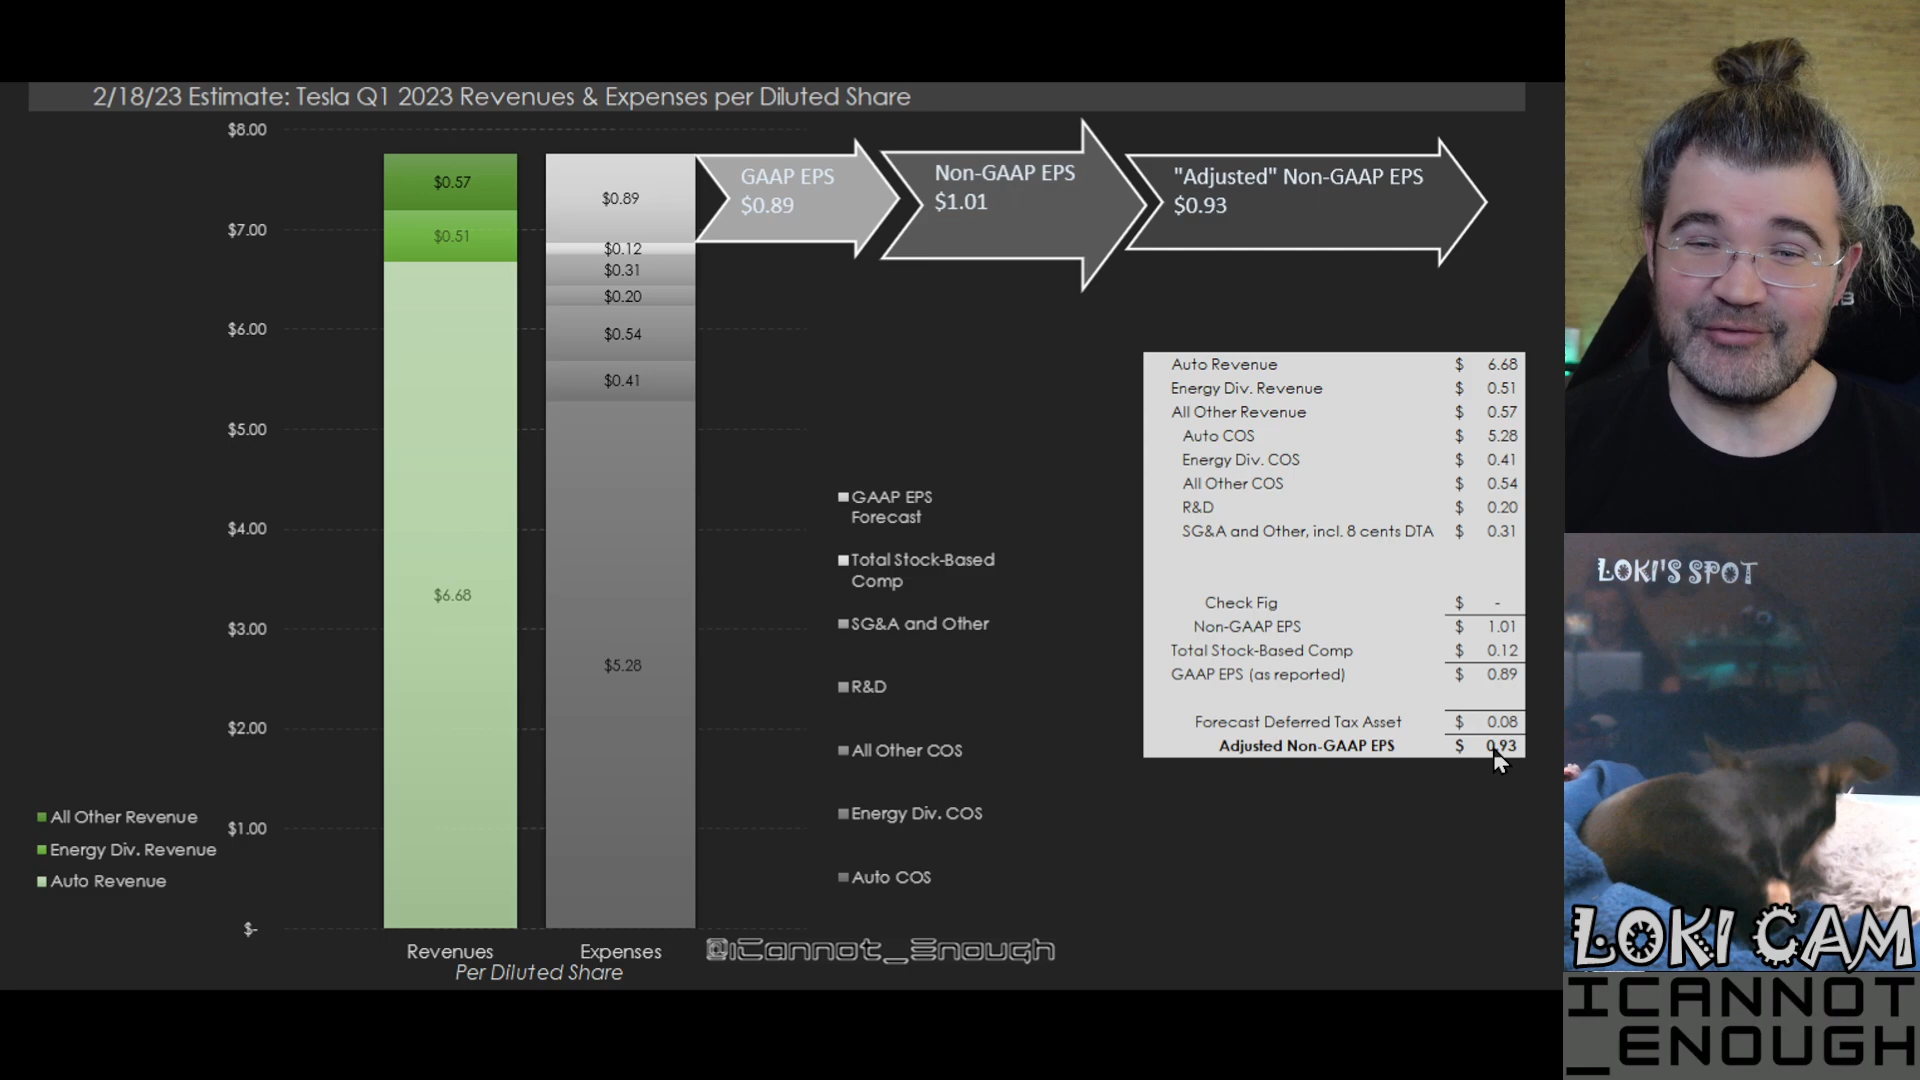 2/18/23 Estimate: Tesla Q1 2023 Revenues & Expenses per Diluted Share
$8.00
$7.00
$6.00
$5.00
$4.00
$3.00
$2.00
$1.00
$-
$0.57
$0.51
$6.68
$0.89
$0.12
$0.31
$0.20
$0.54
$0.41
$5.28
GAAP EPS
$0.89
Non-GAAP EPS
$1.01
"Adjusted" Non-GAAP EPS
$0.93
All Other Revenue
Energy Div. Revenue
Auto Revenue
Revenues
Expenses
Per Diluted Share
GAAP EPS
Forecast
Total Stock-Based
Comp
SG&A and Other
R&D
All Other COS
Energy Div. COS
Auto COS
@iCannot_Enough
Auto Revenue $ 6.68
Energy Div. Revenue $ 0.51
All Other Revenue $ 0.57
Auto COS $ 5.28
Energy Div. COS $ 0.41
All Other COS $ 0.54
R&D $ 0.20
SG&A and Other, incl. 8 cents DTA $ 0.31
Check Fig $ -
Non-GAAP EPS $ 1.01
Total Stock-Based Comp $ 0.12
GAAP EPS (as reported) $ 0.89
Forecast Deferred Tax Asset $ 0.08
Adjusted Non-GAAP EPS $ 0.93
LOKI'S SPOT
LOKI CAM
ICANNOT
_ENOUGH